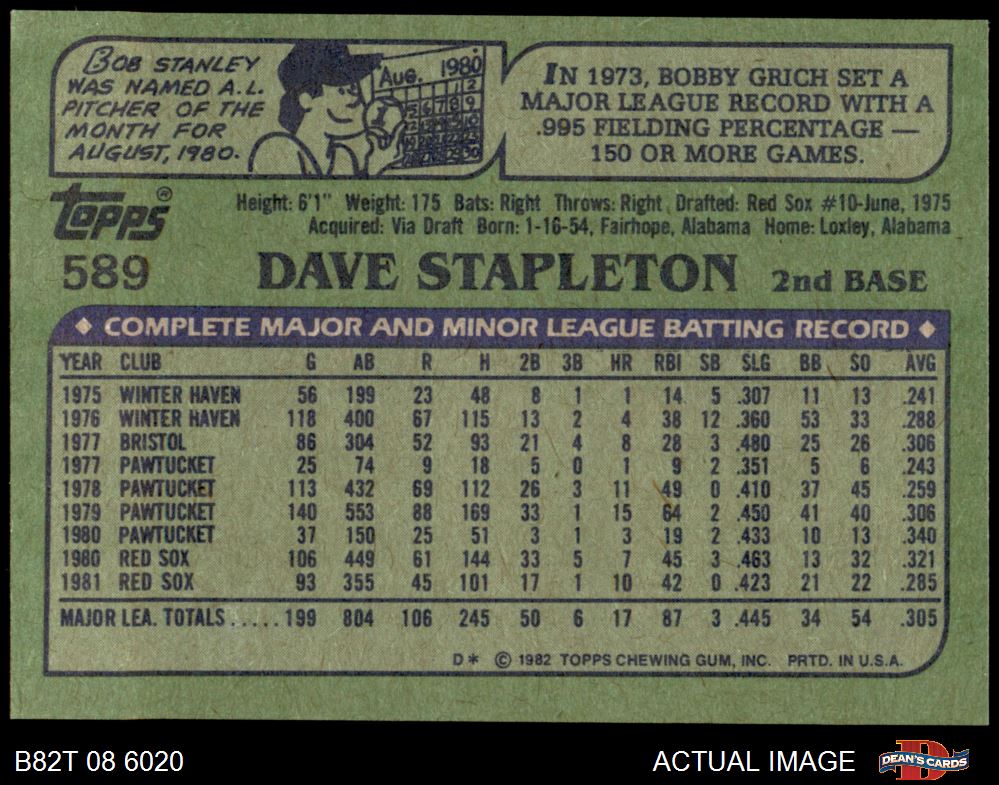 BOB STANLEY
WAS NAMED A.L.
PITCHER OF THE
MONTH FOR
AUGUST, 1980.
Aug. 1980
IN 1973, BOBBY GRICH SET A
MAJOR LEAGUE RECORD WITH A
.995 FIELDING PERCENTAGE —
150 OR MORE GAMES.
TOPPS®
Height: 6'1" Weight: 175 Bats: Right Throws: Right Drafted: Red Sox #10-June, 1975
Acquired: Via Draft Born: 1-16-54, Fairhope, Alabama Home: Loxley, Alabama
589 DAVE STAPLETON 2nd BASE
♦ COMPLETE MAJOR AND MINOR LEAGUE BATTING RECORD ♦
YEAR CLUB G AB R H 2B 3B HR RBI SB SLG BB SO AVG
1975 WINTER HAVEN 56 199 23 48 8 1 1 14 5 .307 11 13 .241
1976 WINTER HAVEN 118 400 67 115 13 2 4 38 12 .360 53 33 .288
1977 BRISTOL 86 304 52 93 21 4 8 28 3 .480 25 26 .306
1977 PAWTUCKET 25 74 9 18 5 0 1 9 2 .351 5 6 .243
1978 PAWTUCKET 113 432 69 112 26 3 11 49 0 .410 37 45 .259
1979 PAWTUCKET 140 553 88 169 33 1 15 64 2 .450 41 40 .306
1980 PAWTUCKET 37 150 25 51 3 1 3 19 2 .433 10 13 .340
1980 RED SOX 106 449 61 144 33 5 7 45 3 .463 13 32 .321
1981 RED SOX 93 355 45 101 17 1 10 42 0 .423 21 22 .285
MAJOR LEA. TOTALS.....199 804 106 245 50 6 17 87 3 .445 34 54 .305
D* © 1982 TOPPS CHEWING GUM, INC. PRTD. IN U.S.A.
B82T 08 6020 ACTUAL IMAGE D DEAN'S CARDS